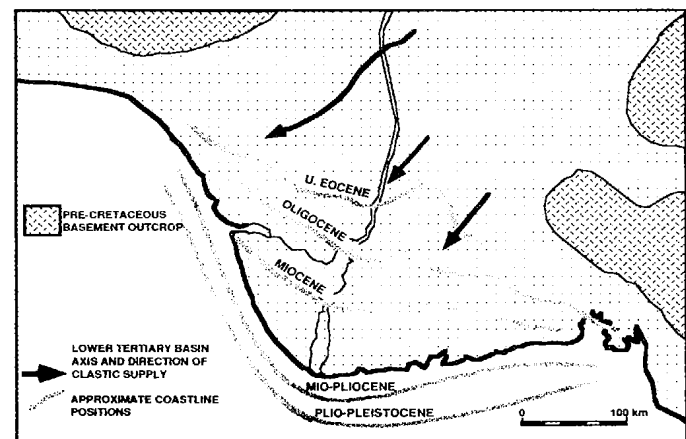 U. EOCENE
OLIGOCENE
MIOCENE
PRE-CRETACEOUS
BASEMENT OUTCROP
LOWER TERTIARY BASIN
AXIS AND DIRECTION OF
CLASTIC SUPPLY
APPROXIMATE COASTLINE
POSITIONS
MIO-PLIOCENE
PLIO-PLEISTOCENE
0 100 km